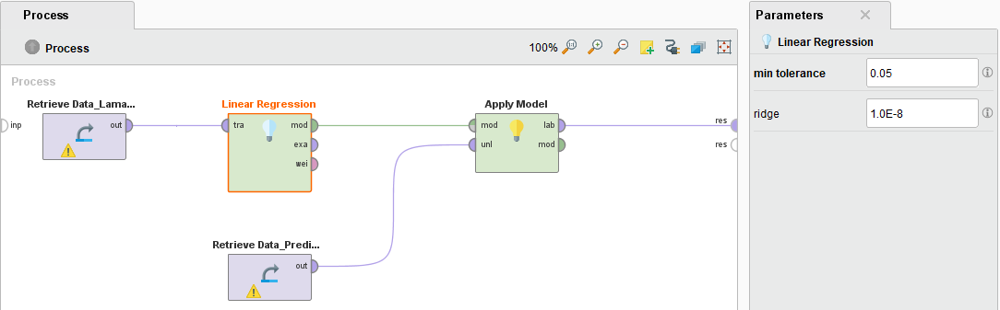 Process
Process
100%
Process
inp
Retrieve Data_Lama...
out
Linear Regression
tra
mod
exa
wei
Apply Model
mod
lab
unl
mod
res
res
Retrieve Data_Predi...
out
Parameters
Linear Regression
min tolerance
0.05
ridge
1.0E-8